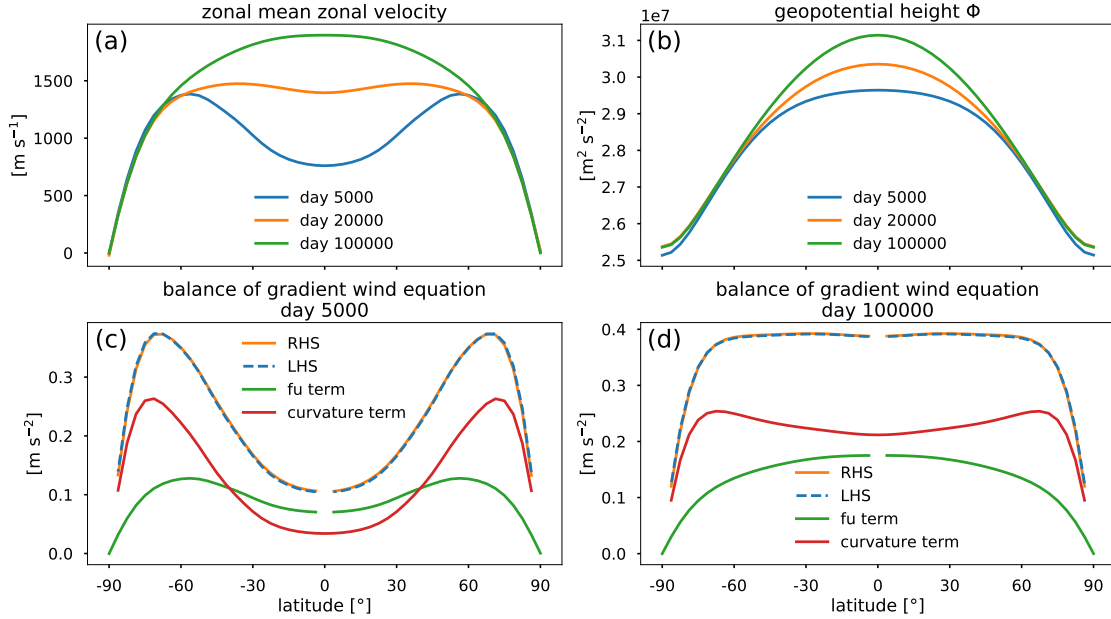 zonal mean zonal velocity
(a)
[m s⁻¹]
1500
1000
500
0
day 5000
day 20000
day 100000
geopotential height Φ
1e7
(b)
[m² s⁻²]
3.1
3.0
2.9
2.8
2.7
2.6
2.5
day 5000
day 20000
day 100000
balance of gradient wind equation
day 5000
(c)
[m s⁻²]
0.3
0.2
0.1
0.0
RHS
LHS
fu term
curvature term
-90 -60 -30 0 30 60 90
latitude [°]
balance of gradient wind equation
day 100000
(d)
[m s⁻²]
0.4
0.3
0.2
0.1
0.0
RHS
LHS
fu term
curvature term
-90 -60 -30 0 30 60 90
latitude [°]